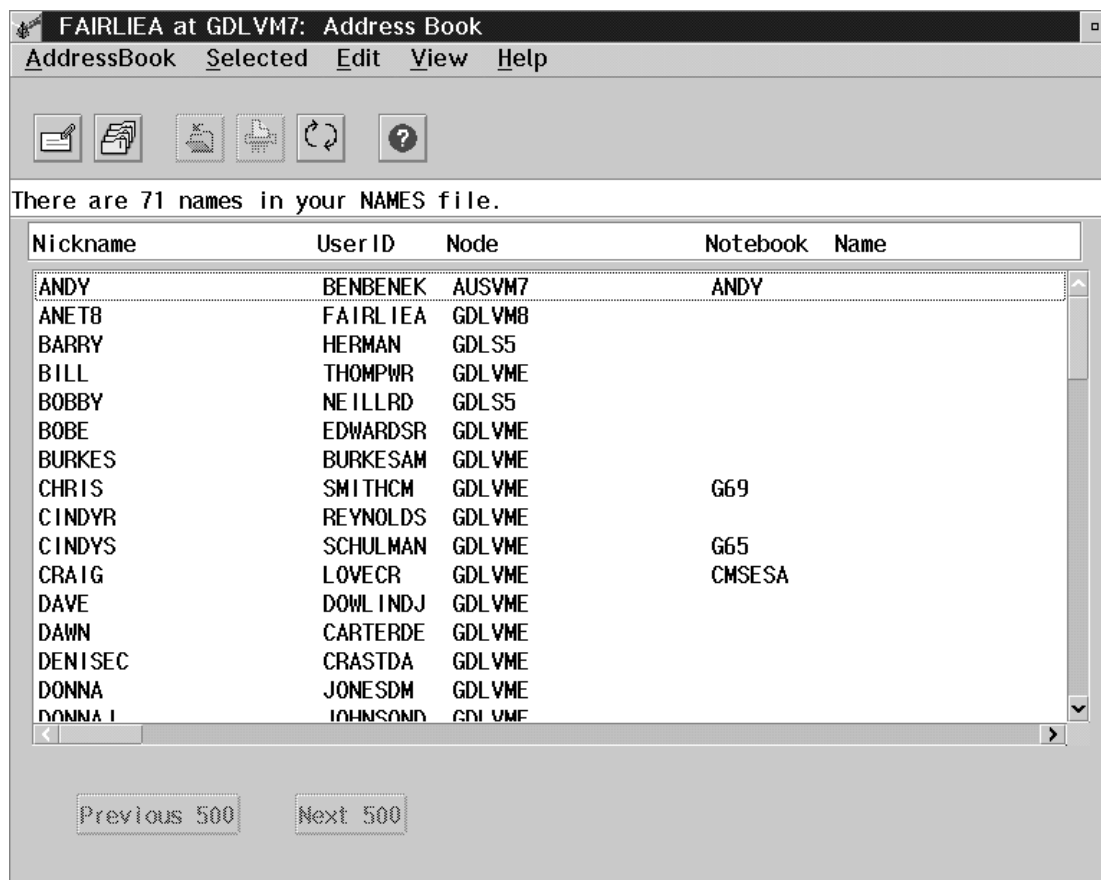 FAIRLIEA at GDLVM7: Address Book
AddressBook Selected Edit View Help
There are 71 names in your NAMES file.
Nickname UserID Node Notebook Name
ANDY BENBENEK AUSVM7 ANDY
ANET8 FAIRLIEA GDLVM8
BARRY HERMAN GDLS5
BILL THOMPWR GDLVME
BOBBY NEILLRD GDLS5
BOBE EDWARDSR GDLVME
BURKES BURKESAM GDLVME
CHRIS SMITHCM GDLVME G69
CINDYR REYNOLDS GDLVME
CINDYS SCHULMAN GDLVME G65
CRAIG LOVECR GDLVME CMSESA
DAVE DOWLINDJ GDLVME
DAWN CARTERDE GDLVME
DENISEC CRASTDA GDLVME
DONNA JONESDM GDLVME
DONNAJ JOHNSOND GDLVME
Previous 500 Next 500